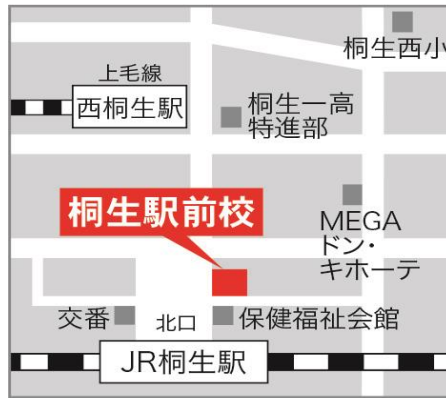 桐生西小
上毛線
西桐生駅
桐生一高
特進部
桐生駅前校
MEGA
ドン・
キホーテ
交番
北口
保健福祉会館
JR桐生駅